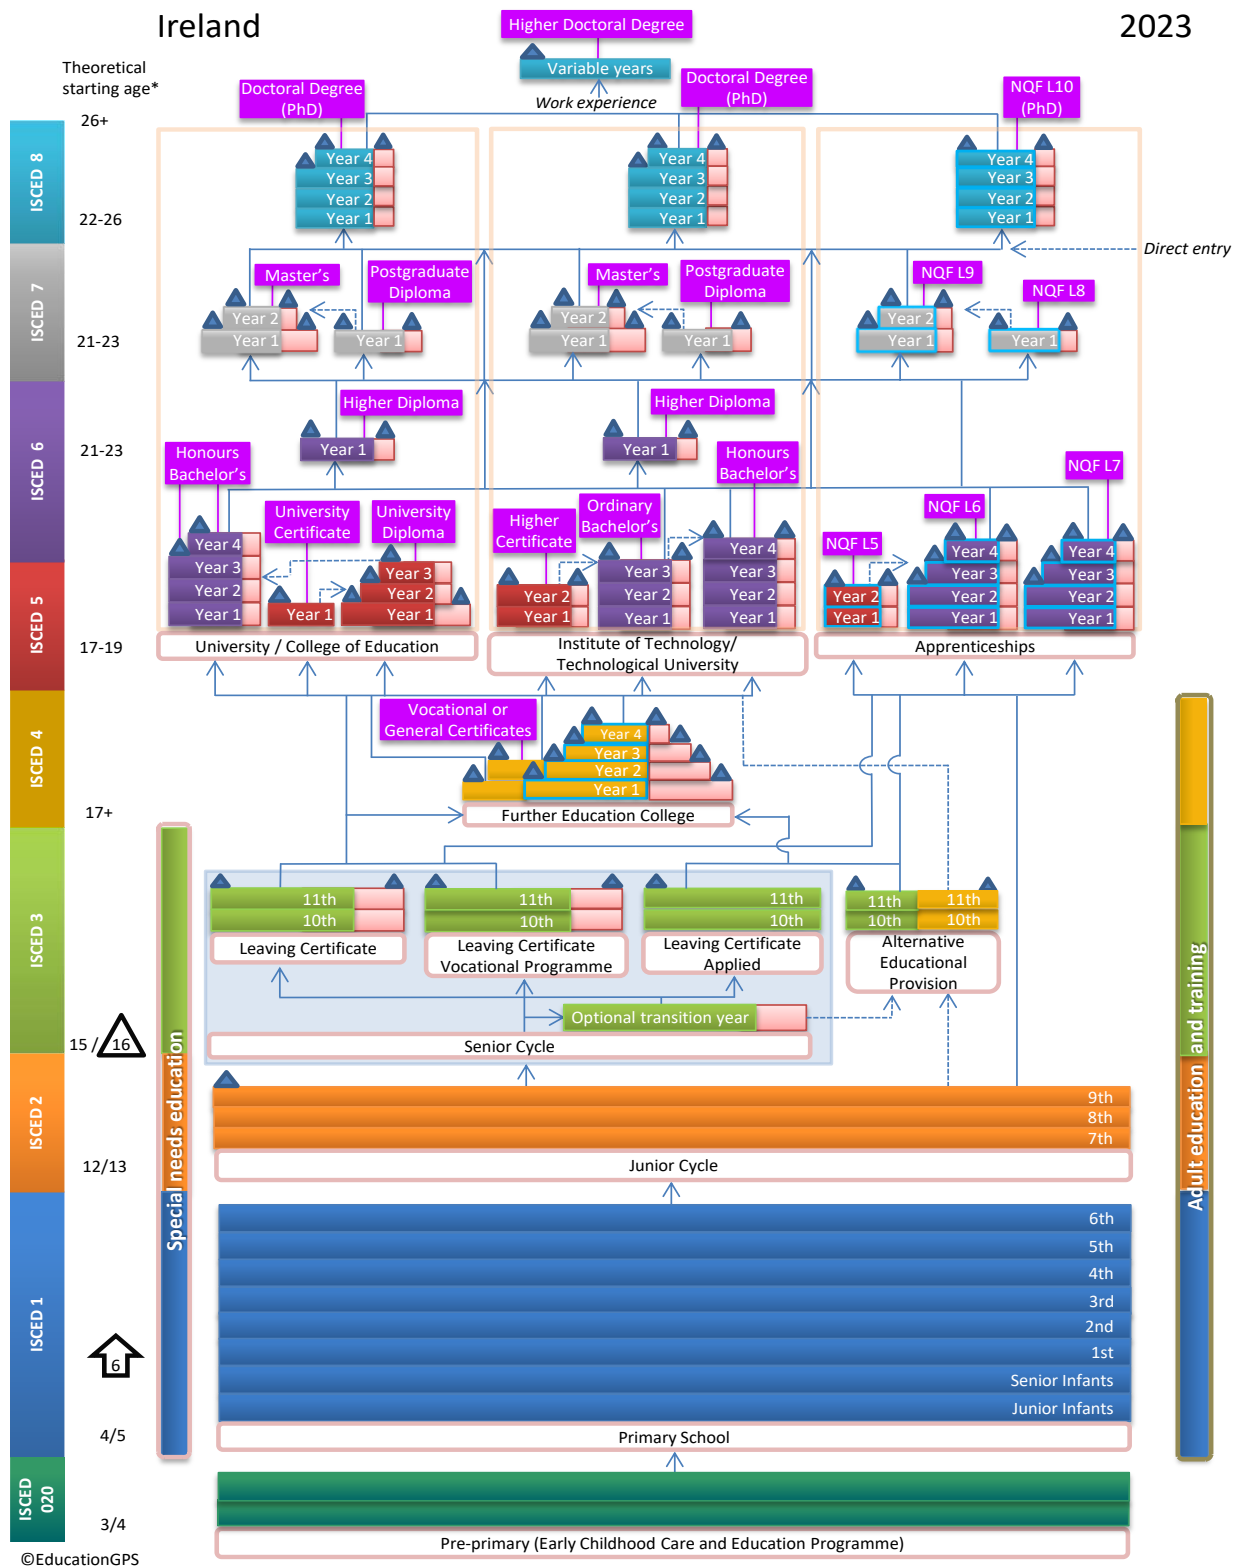 Ireland
2023
Higher Doctoral Degree
Variable years
Work experience
Theoretical
starting age*
Doctoral Degree
(PhD)
Doctoral Degree
(PhD)
NQF L10
(PhD)
26+
ISCED 8
Year 4
Year 3
Year 2
Year 1
Year 4
Year 3
Year 2
Year 1
Year 4
Year 3
Year 2
Year 1
22-26
Direct entry
ISCED 7
Master's
Postgraduate
Diploma
Master's
Postgraduate
Diploma
NQF L9
NQF L8
Year 2
Year 1
Year 1
Year 2
Year 1
Year 1
Year 2
Year 1
Year 1
21-23
ISCED 6
Higher Diploma
Higher Diploma
Year 1
Year 1
21-23
Honours
Bachelor's
University
Certificate
University
Diploma
Higher
Certificate
Ordinary
Bachelor's
Honours
Bachelor's
NQF L5
NQF L6
NQF L7
Year 4
Year 3
Year 2
Year 1
Year 1
Year 3
Year 2
Year 1
Year 2
Year 1
Year 3
Year 2
Year 1
Year 4
Year 3
Year 2
Year 1
Year 2
Year 1
Year 4
Year 3
Year 2
Year 1
Year 4
Year 3
Year 2
Year 1
ISCED 5
17-19
University / College of Education
Institute of Technology/
Technological University
Apprenticeships
ISCED 4
Vocational or
General Certificates
Year 4
Year 3
Year 2
Year 1
17+
Further Education College
ISCED 3
11th
10th
Leaving Certificate
11th
10th
Leaving Certificate
Vocational Programme
11th
10th
Leaving Certificate
Applied
11th
10th
11th
10th
Alternative
Educational
Provision
Optional transition year
Senior Cycle
15 / 16
Special needs education
Adult education and training
ISCED 2
9th
8th
7th
12/13
Junior Cycle
ISCED 1
6th
5th
4th
3rd
2nd
1st
Senior Infants
Junior Infants
6
4/5
Primary School
ISCED
020
3/4
Pre-primary (Early Childhood Care and Education Programme)
©EducationGPS